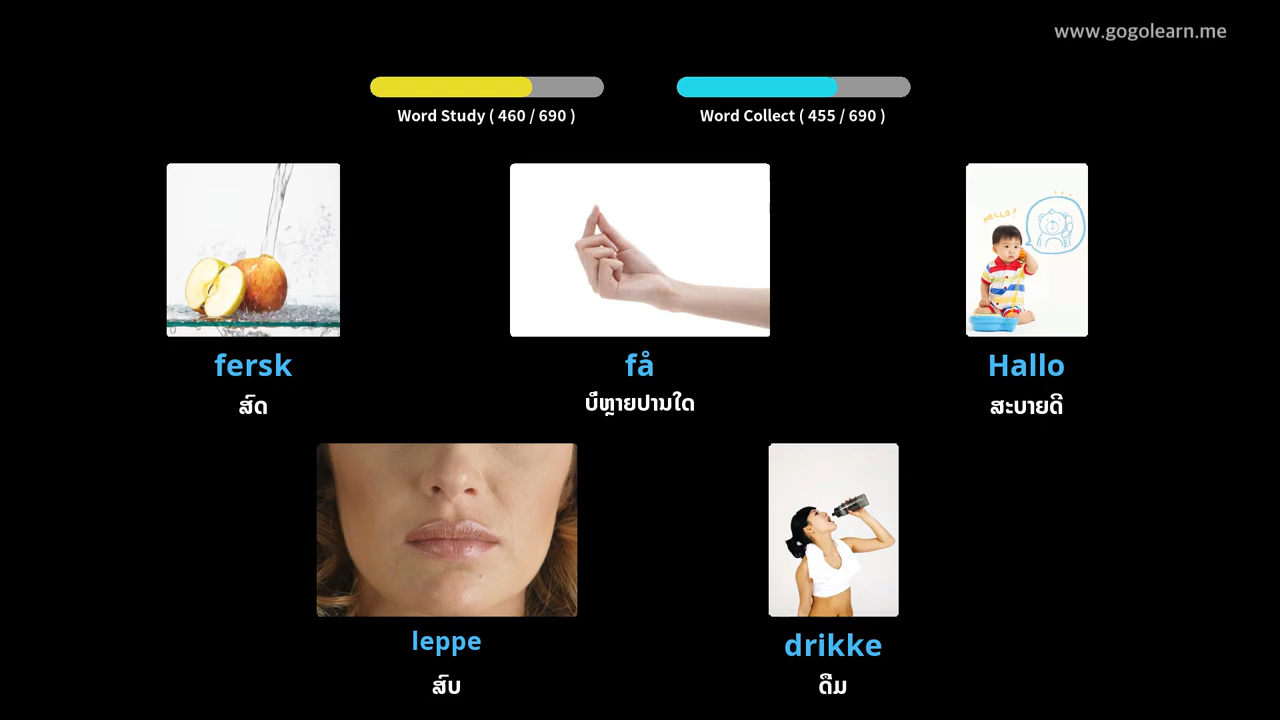 www.gogolearn.me
Word Study ( 460 / 690 )
Word Collect ( 455 / 690 )
HELLO?
fersk
ສົດ
få
ບໍ່ຫຼາຍປານໃດ
Hallo
ສະບາຍດີ
leppe
ສົບ
drikke
ດື່ມ